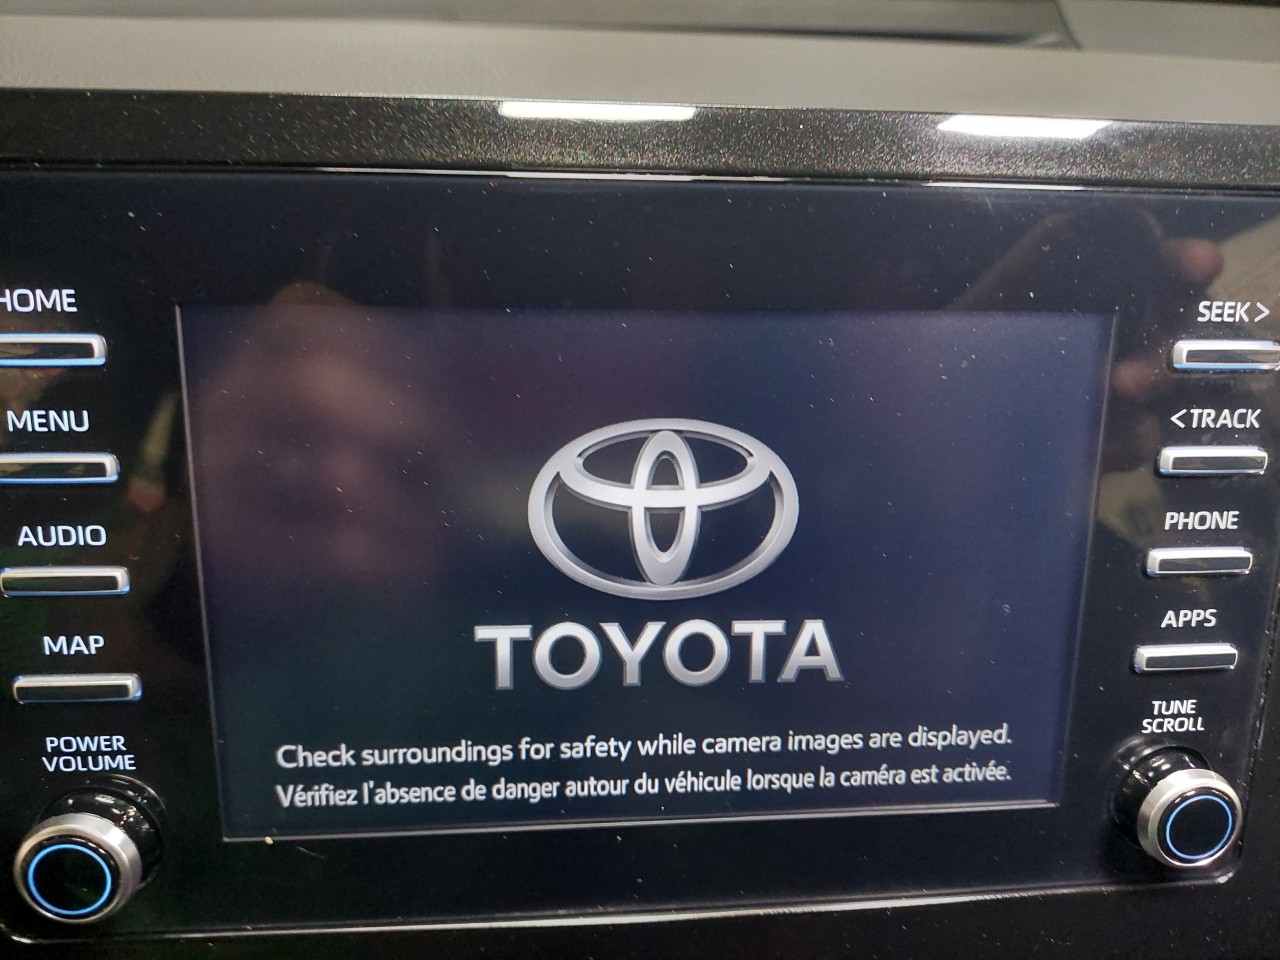 HOME
MENU
AUDIO
MAP
POWER
VOLUME
TOYOTA
Check surroundings for safety while camera images are displayed.
Vérifiez l'absence de danger autour du véhicule lorsque la caméra est activée.
SEEK >
< TRACK
PHONE
APPS
TUNE
SCROLL